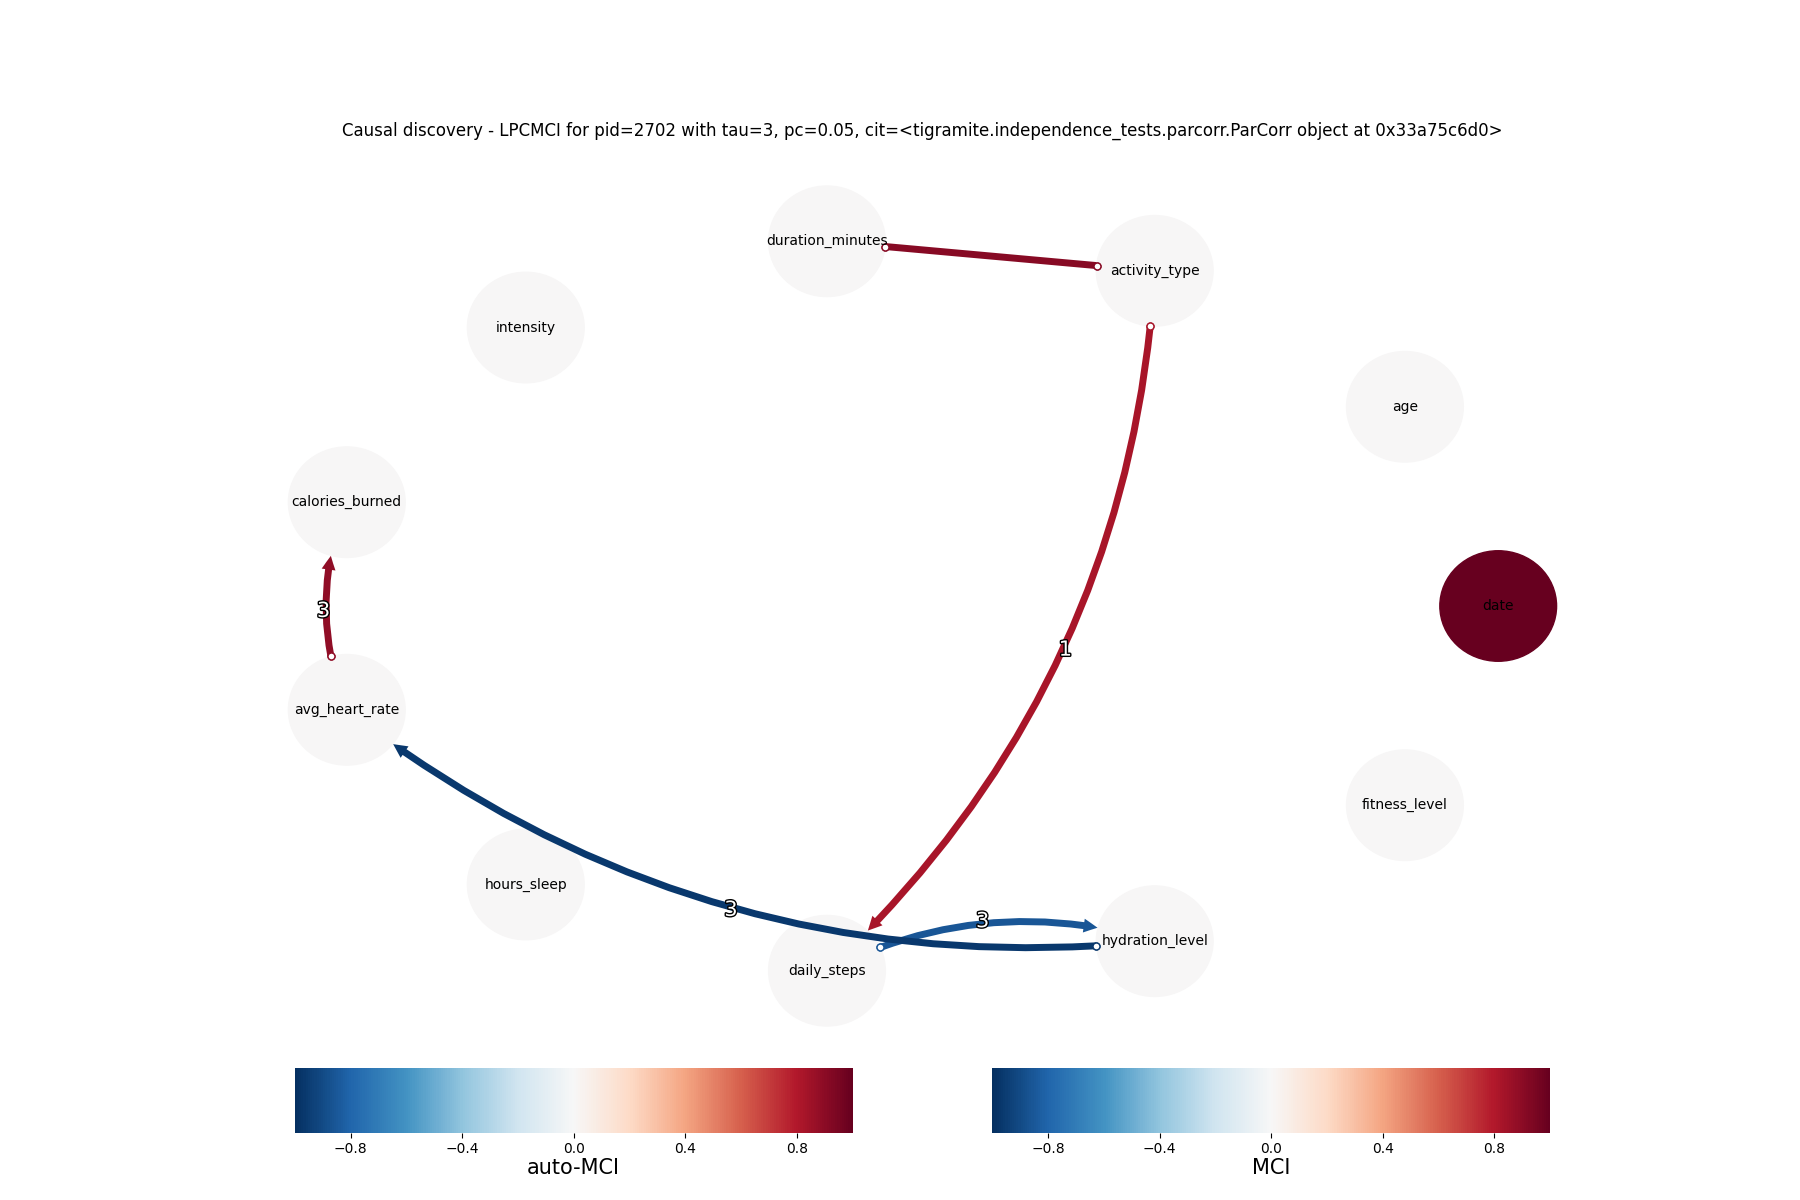 Causal discovery - LPCMCI for pid=2702 with tau=3, pc=0.05, cit=<tigramite.independence_tests.parcorr.ParCorr object at 0x33a75c6d0>
duration_minutes
activity_type
intensity
age
calories_burned
date
3
1
avg_heart_rate
fitness_level
hours_sleep
3
3
hydration_level
daily_steps
−0.8 −0.4 0.0 0.4 0.8
auto-MCI
−0.8 −0.4 0.0 0.4 0.8
MCI